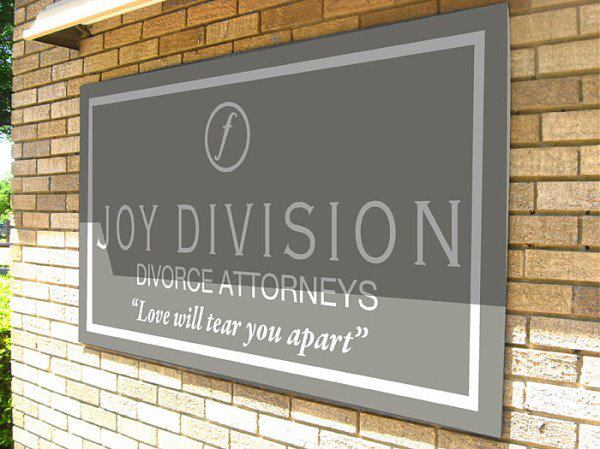 f
JOY DIVISION
DIVORCE ATTORNEYS
“Love will tear you apart”